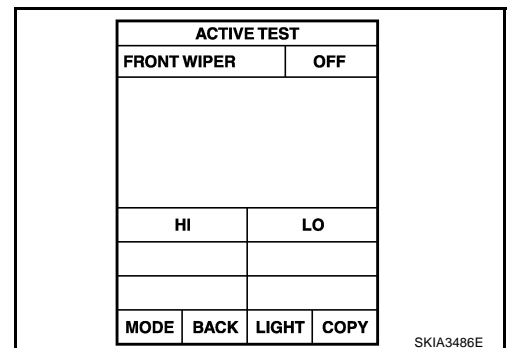 ACTIVE TEST
FRONT WIPER OFF
HI LO
MODE BACK LIGHT COPY
SKIA3486E